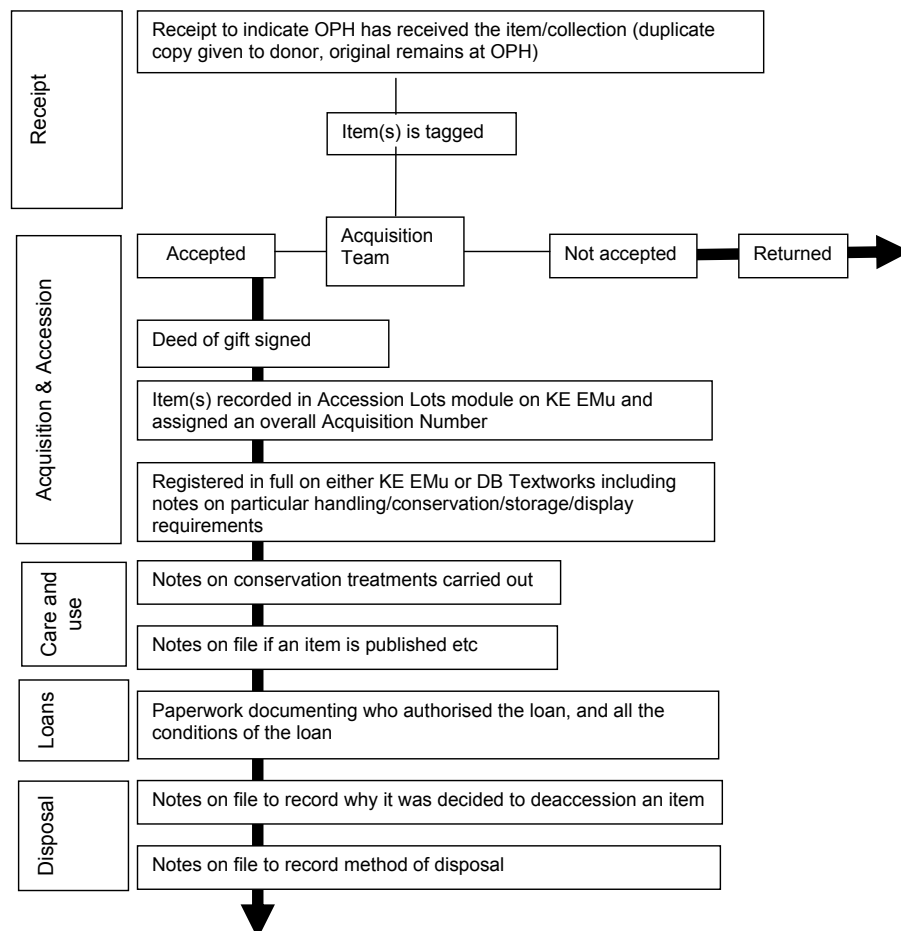 Receipt
Receipt to indicate OPH has received the item/collection (duplicate
copy given to donor, original remains at OPH)
Item(s) is tagged
Acquisition & Accession
Accepted
Acquisition
Team
Not accepted
Returned
Deed of gift signed
Item(s) recorded in Accession Lots module on KE EMu and
assigned an overall Acquisition Number
Registered in full on either KE EMu or DB Textworks including
notes on particular handling/conservation/storage/display
requirements
Care and
use
Notes on conservation treatments carried out
Notes on file if an item is published etc
Loans
Paperwork documenting who authorised the loan, and all the
conditions of the loan
Disposal
Notes on file to record why it was decided to deaccession an item
Notes on file to record method of disposal